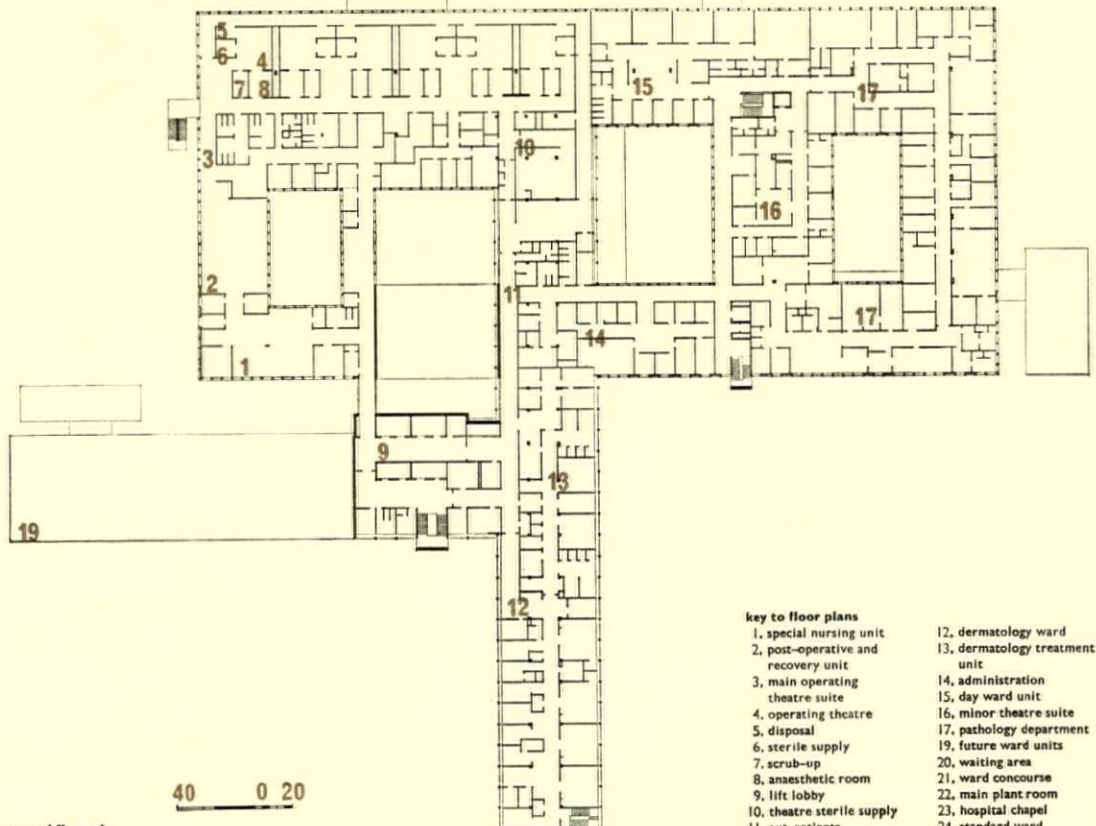 5
6
4
7 8
15
17
3
10
16
2
11
17
14
1
9
13
19
12
40 0 20
key to floor plans
1, special nursing unit
2, post-operative and
recovery unit
3, main operating
theatre suite
4, operating theatre
5, disposal
6, sterile supply
7, scrub-up
8, anaesthetic room
9, lift lobby
10, theatre sterile supply
12, dermatology ward
13, dermatology treatment
unit
14, administration
15, day ward unit
16, minor theatre suite
17, pathology department
19, future ward units
20, waiting area
21, ward concourse
22, main plant room
23, hospital chapel
24, standard ward